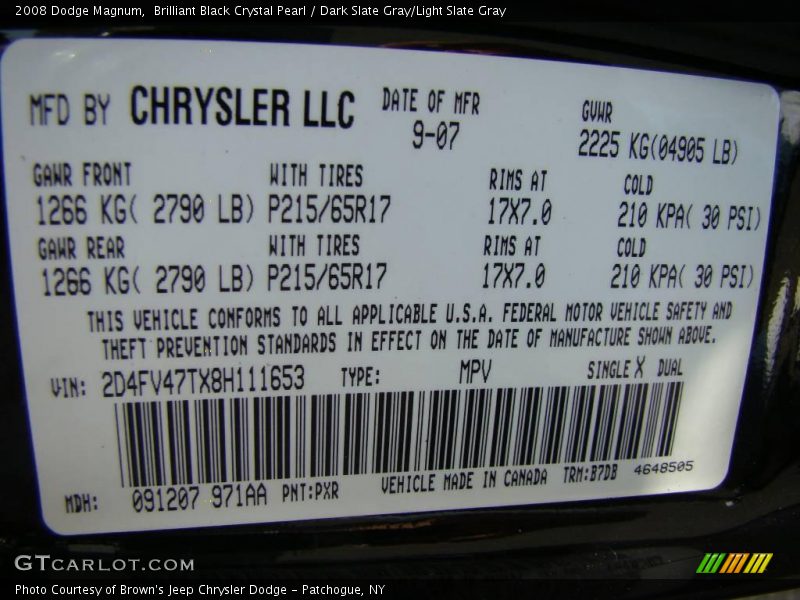 2008 Dodge Magnum,  Brilliant Black Crystal Pearl / Dark Slate Gray/Light Slate Gray
MFD BY CHRYSLER LLC DATE OF MFR GVWR
9-07 2225 KG(04905 LB)
GAWR FRONT WITH TIRES RIMS AT COLD
1266 KG( 2790 LB) P215/65R17 17X7.0 210 KPA( 30 PSI)
GAWR REAR WITH TIRES RIMS AT COLD
1266 KG( 2790 LB) P215/65R17 17X7.0 210 KPA( 30 PSI)
THIS VEHICLE CONFORMS TO ALL APPLICABLE U.S.A. FEDERAL MOTOR VEHICLE SAFETY AND
THEFT PREVENTION STANDARDS IN EFFECT ON THE DATE OF MANUFACTURE SHOWN ABOVE.
VIN: 2D4FV47TX8H111653 TYPE: MPV SINGLE X DUAL
MDH: 091207 971AA PNT:PXR VEHICLE MADE IN CANADA TRM:B7DB 4648505
GTCARLOT.COM
Photo Courtesy of Brown's Jeep Chrysler Dodge - Patchogue, NY